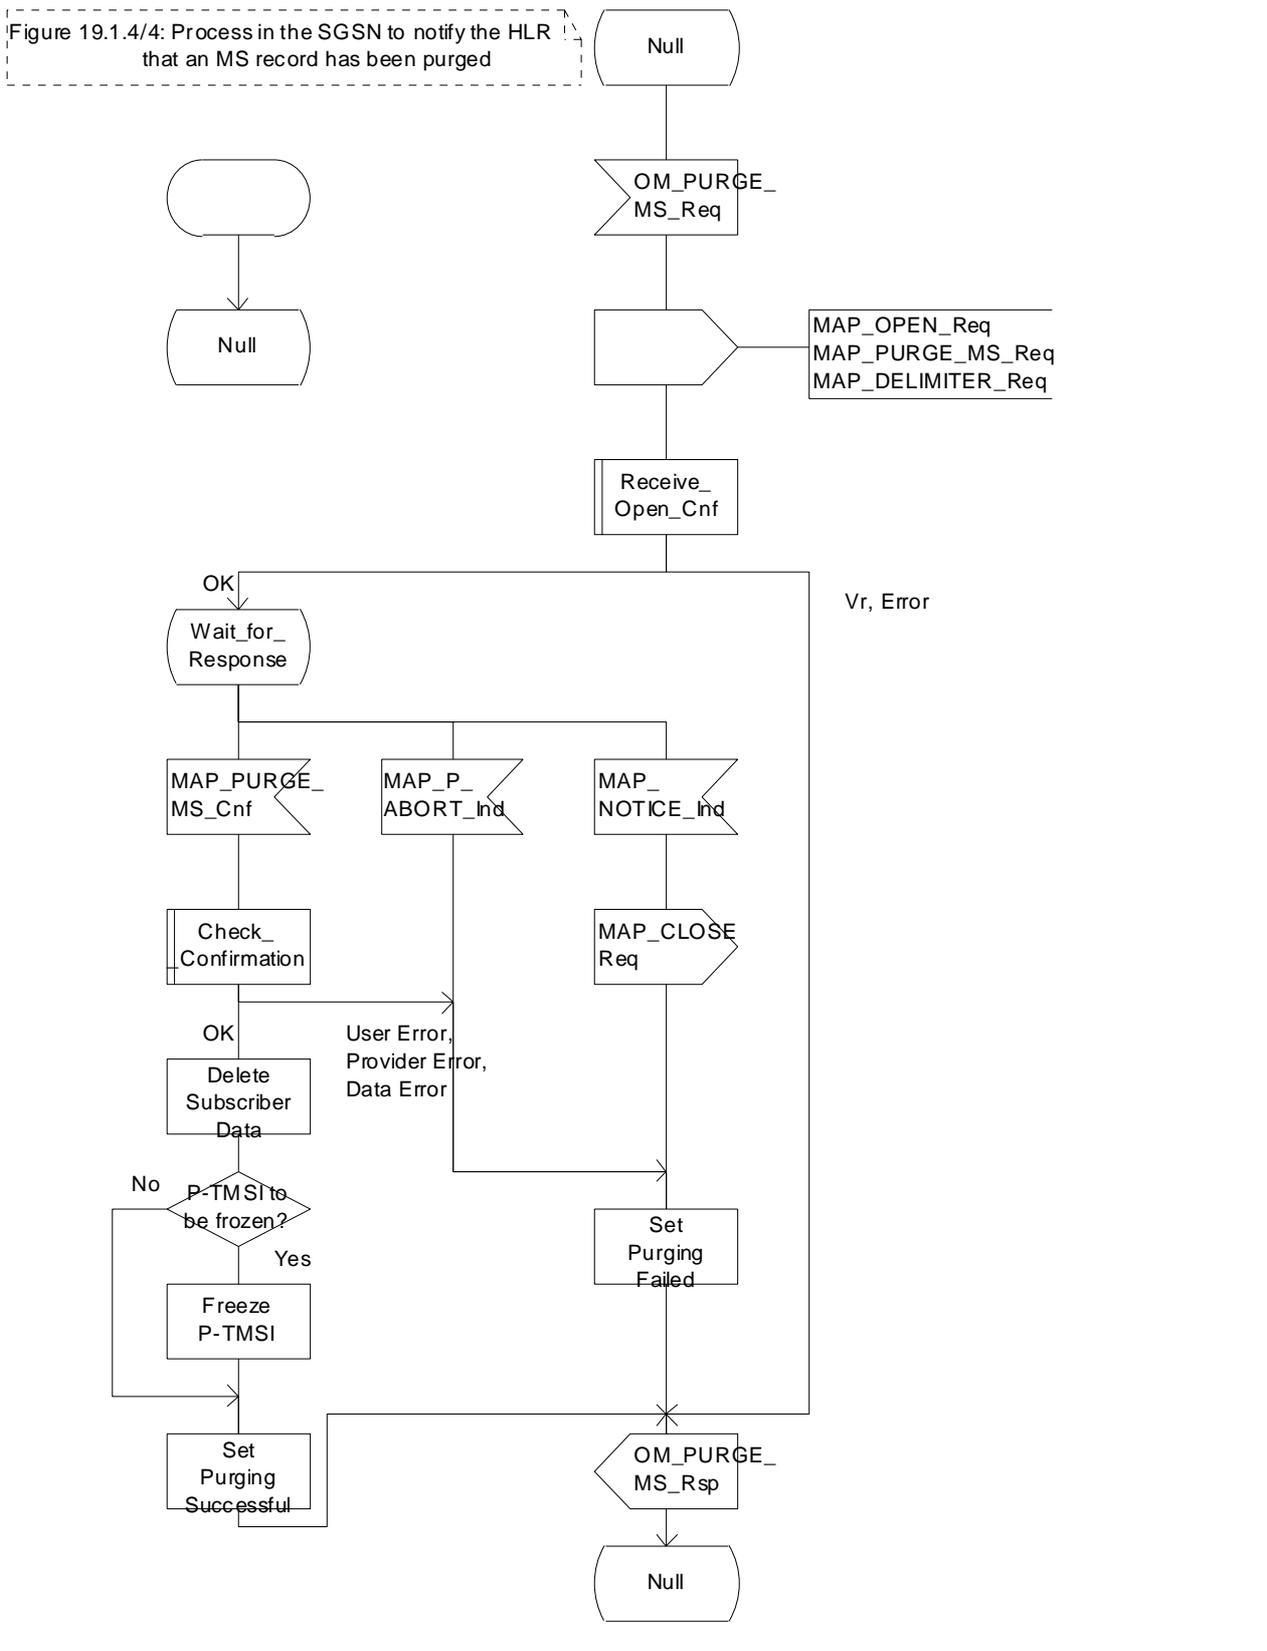 Figure 19.1.4/4: Process in the SGSN to notify the HLR
that an MS record has been purged
Null
OM_PURGE_
MS_Req
Null
MAP_OPEN_Req
MAP_PURGE_MS_Req
MAP_DELIMITER_Req
Receive_
Open_Cnf
OK
Vr, Error
Wait_for_
Response
MAP_PURGE_
MS_Cnf
MAP_P_
ABORT_Ind
MAP_
NOTICE_Ind
Check_
_Confirmation
MAP_CLOSE
Req
OK
User Error,
Provider Error,
Data Error
Delete
Subscriber
Data
No
P-TMSI to
be frozen?
Yes
Set
Purging
Failed
Freeze
P-TMSI
Set
Purging
Successful
OM_PURGE_
MS_Rsp
Null